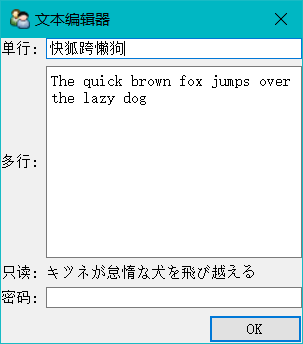 文本编辑器
单行: 快狐跨懒狗
多行: The quick brown fox jumps over
the lazy dog
只读: キツネが怠惰な犬を飛び越える
密码:
OK